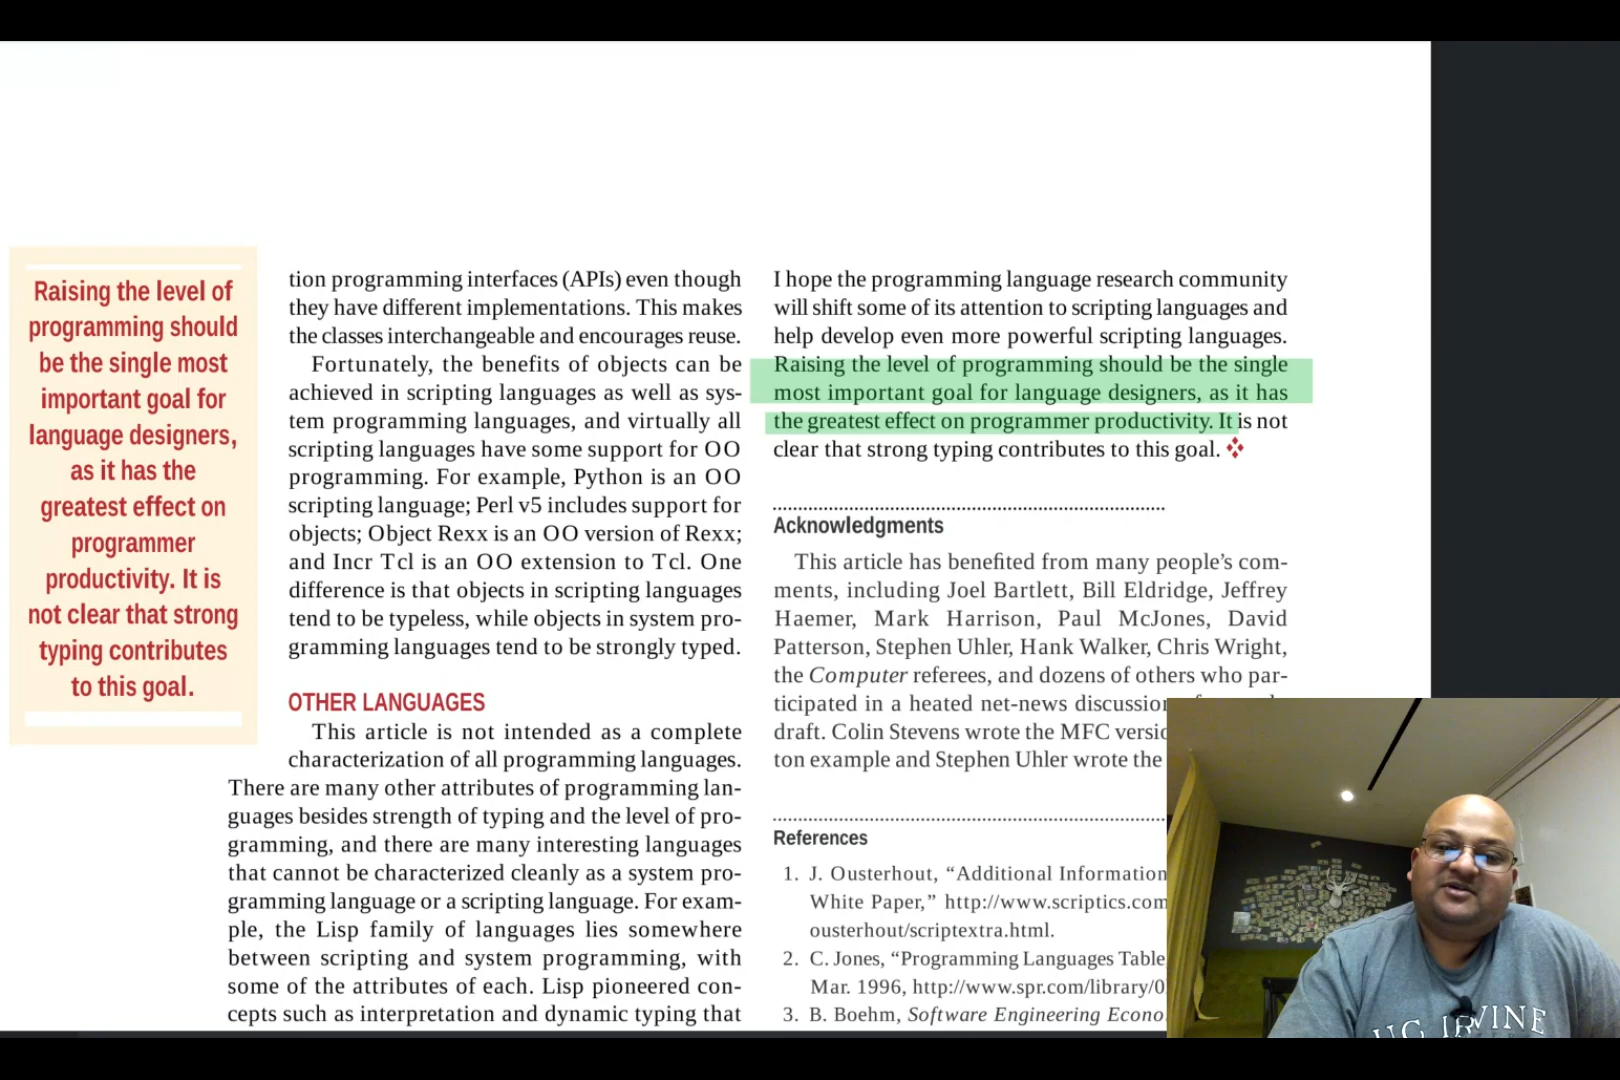 Raising the level of
programming should
be the single most
important goal for
language designers,
as it has the
greatest effect on
programmer
productivity. It is
not clear that strong
typing contributes
to this goal.
tion programming interfaces (APIs) even though
they have different implementations. This makes
the classes interchangeable and encourages reuse.
Fortunately, the benefits of objects can be
achieved in scripting languages as well as sys-
tem programming languages, and virtually all
scripting languages have some support for OO
programming. For example, Python is an OO
scripting language; Perl v5 includes support for
objects; Object Rexx is an OO version of Rexx;
and Incr Tcl is an OO extension to Tcl. One
difference is that objects in scripting languages
tend to be typeless, while objects in system pro-
gramming languages tend to be strongly typed.
OTHER LANGUAGES
This article is not intended as a complete
characterization of all programming languages.
There are many other attributes of programming lan-
guages besides strength of typing and the level of pro-
gramming, and there are many interesting languages
that cannot be characterized cleanly as a system pro-
gramming language or a scripting language. For exam-
ple, the Lisp family of languages lies somewhere
between scripting and system programming, with
some of the attributes of each. Lisp pioneered con-
cepts such as interpretation and dynamic typing that
I hope the programming language research community
will shift some of its attention to scripting languages and
help develop even more powerful scripting languages.
Raising the level of programming should be the single
most important goal for language designers, as it has
the greatest effect on programmer productivity. It is not
clear that strong typing contributes to this goal.
Acknowledgments
This article has benefited from many people's com-
ments, including Joel Bartlett, Bill Eldridge, Jeffrey
Haemer, Mark Harrison, Paul McJones, David
Patterson, Stephen Uhler, Hank Walker, Chris Wright,
the Computer referees, and dozens of others who par-
ticipated in a heated net-news discussion
draft. Colin Stevens wrote the MFC
ton example and Stephen Uhler wrote the
References
1. J. Ousterhout, "Additional Information
White Paper," http://www.scriptics.com
ousterhout/scriptextra.html.
2. C. Jones, "Programming Languages Table,
Mar. 1996, http://www.spr.com/library/0
3. B. Boehm, Software Engineering
UC IRVINE